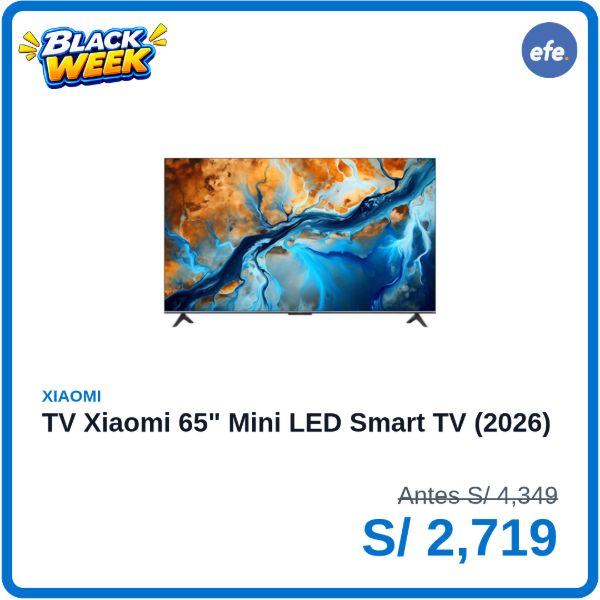 BLACK
WEEK
efe.
XIAOMI
TV Xiaomi 65" Mini LED Smart TV (2026)
Antes S/ 4,349
S/ 2,719